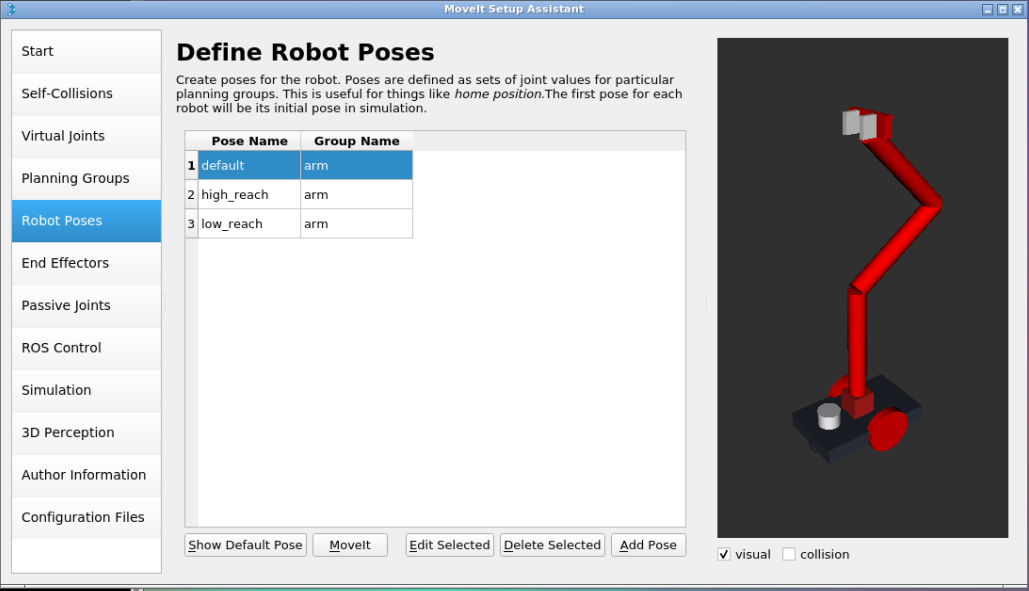 MoveIt Setup Assistant
Start
Self-Collisions
Virtual Joints
Planning Groups
Robot Poses
End Effectors
Passive Joints
ROS Control
Simulation
3D Perception
Author Information
Configuration Files
Define Robot Poses
Create poses for the robot. Poses are defined as sets of joint values for particular
planning groups. This is useful for things like home position.The first pose for each
robot will be its initial pose in simulation.
Pose Name Group Name
1 default arm
2 high_reach arm
3 low_reach arm
Show Default Pose MoveIt Edit Selected Delete Selected Add Pose
visual collision